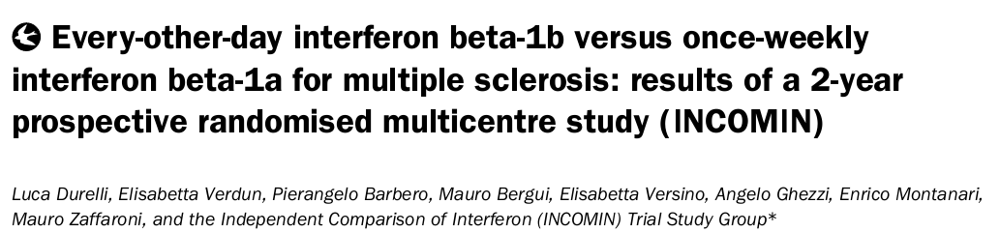 Every-other-day interferon beta-1b versus once-weekly
interferon beta-1a for multiple sclerosis: results of a 2-year
prospective randomised multicentre study (INCOMIN)
Luca Durelli, Elisabetta Verdun, Pierangelo Barbero, Mauro Bergui, Elisabetta Versino, Angelo Ghezzi, Enrico Montanari,
Mauro Zaffaroni, and the Independent Comparison of Interferon (INCOMIN) Trial Study Group*